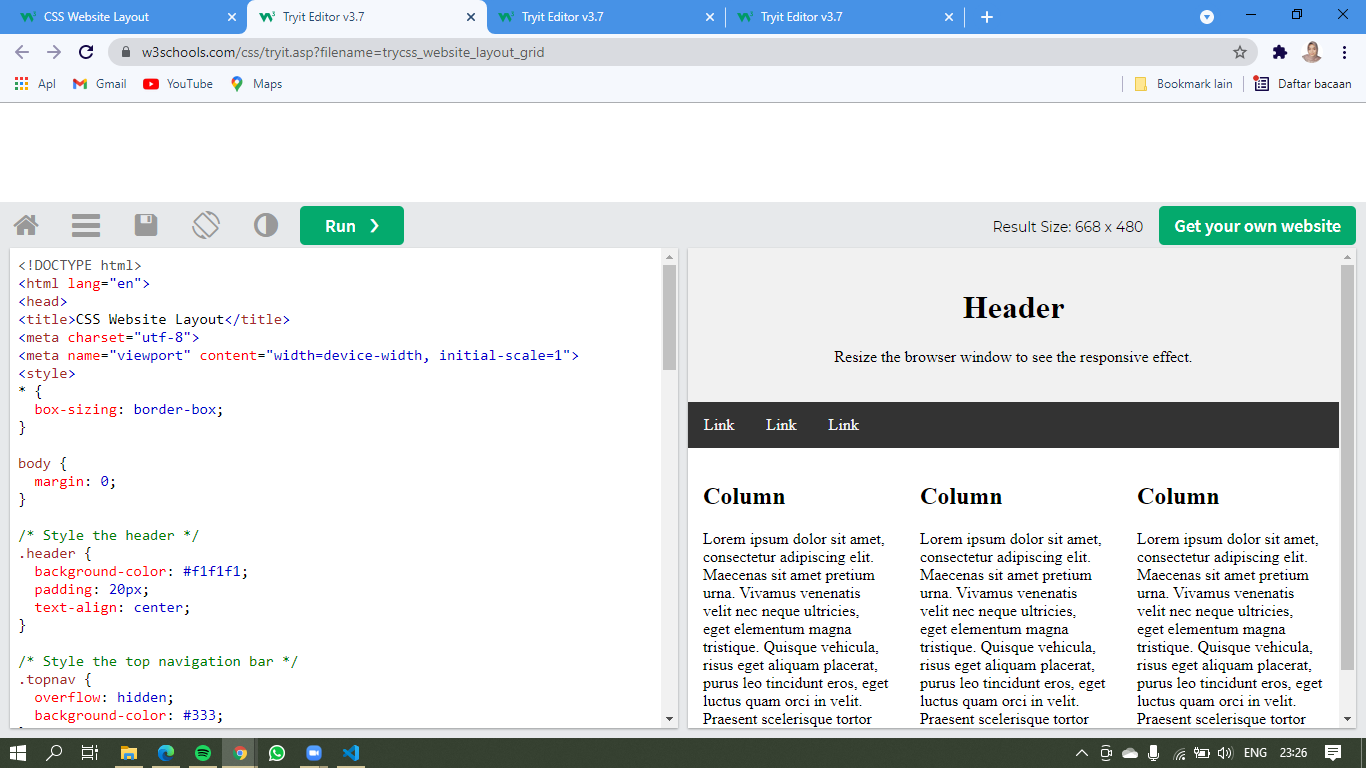 CSS Website Layout
Tryit Editor v3.7
Tryit Editor v3.7
Tryit Editor v3.7
w3schools.com/css/tryit.asp?filename=trycss_website_layout_grid
Apl Gmail YouTube Maps Bookmark lain Daftar bacaan
Run ❯ Result Size: 668 x 480 Get your own website
<!DOCTYPE html>
<html lang="en">
<head>
<title>CSS Website Layout</title>
<meta charset="utf-8">
<meta name="viewport" content="width=device-width, initial-scale=1">
<style>
* {
  box-sizing: border-box;
}
body {
  margin: 0;
}
/* Style the header */
.header {
  background-color: #f1f1f1;
  padding: 20px;
  text-align: center;
}
/* Style the top navigation bar */
.topnav {
  overflow: hidden;
  background-color: #333;
Header
Resize the browser window to see the responsive effect.
Link Link Link
Column
Lorem ipsum dolor sit amet,
consectetur adipiscing elit.
Maecenas sit amet pretium
urna. Vivamus venenatis
velit nec neque ultricies,
eget elementum magna
tristique. Quisque vehicula,
risus eget aliquam placerat,
purus leo tincidunt eros, eget
luctus quam orci in velit.
Praesent scelerisque tortor
Column
Lorem ipsum dolor sit amet,
consectetur adipiscing elit.
Maecenas sit amet pretium
urna. Vivamus venenatis
velit nec neque ultricies,
eget elementum magna
tristique. Quisque vehicula,
risus eget aliquam placerat,
purus leo tincidunt eros, eget
luctus quam orci in velit.
Praesent scelerisque tortor
Column
Lorem ipsum dolor sit amet,
consectetur adipiscing elit.
Maecenas sit amet pretium
urna. Vivamus venenatis
velit nec neque ultricies,
eget elementum magna
tristique. Quisque vehicula,
risus eget aliquam placerat,
purus leo tincidunt eros, eget
luctus quam orci in velit.
Praesent scelerisque tortor
ENG 23:26